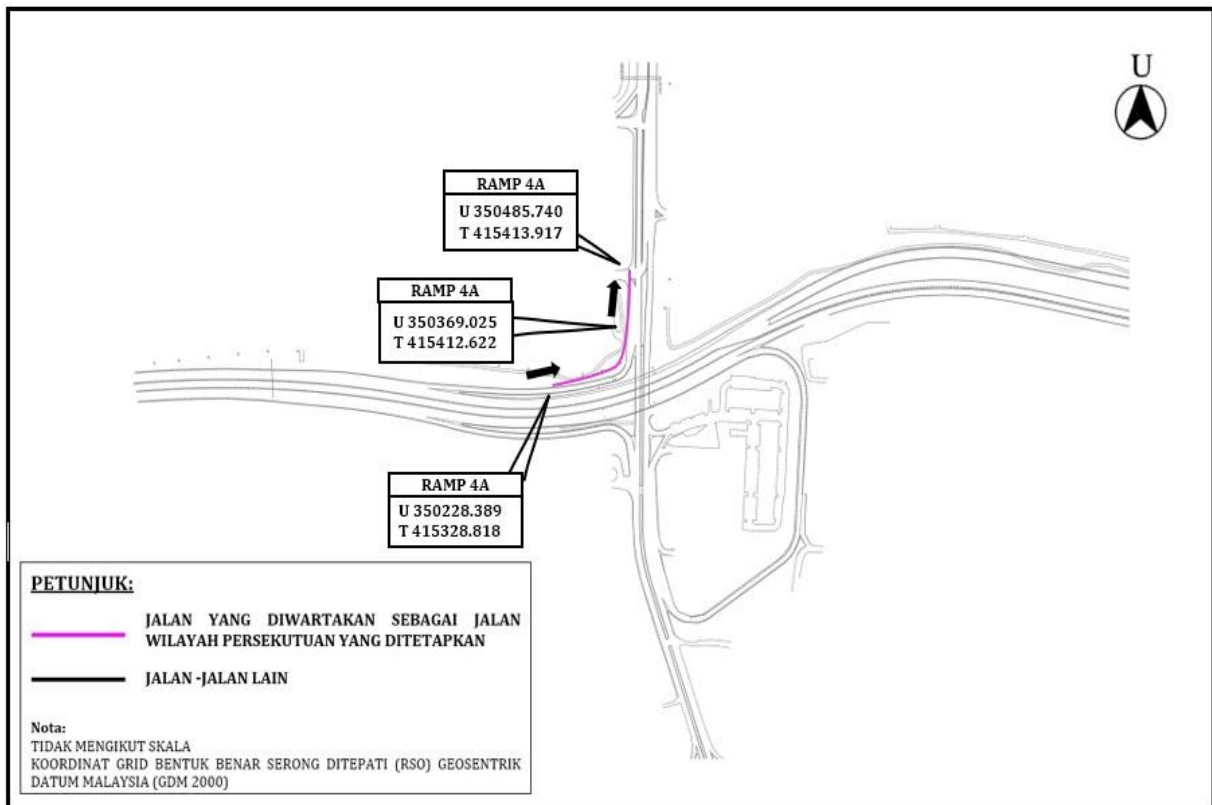 U
RAMP 4A
U 350485.740
T 415413.917
RAMP 4A
U 350369.025
T 415412.622
RAMP 4A
U 350228.389
T 415328.818
PETUNJUK:
JALAN YANG DIWARTAKAN SEBAGAI JALAN
WILAYAH PERSEKUTUAN YANG DITETAPKAN
JALAN -JALAN LAIN
Nota:
TIDAK MENGIKUT SKALA
KOORDINAT GRID BENTUK BENAR SERONG DITEPATI (RSO) GEOSENTRIK
DATUM MALAYSIA (GDM 2000)